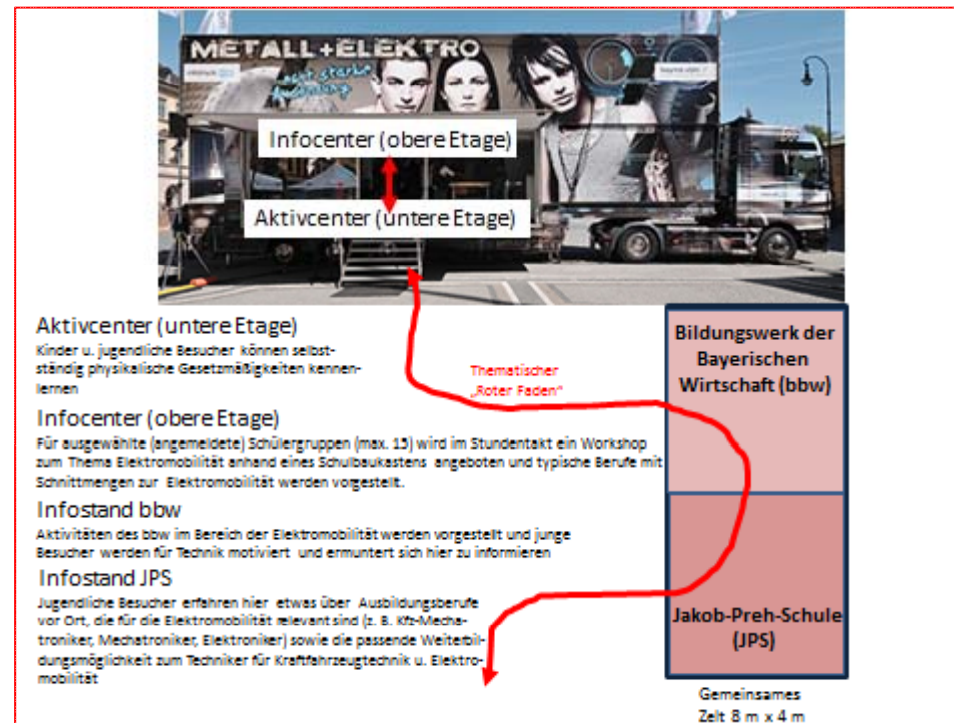 METALL+ELEKTRO
Infocenter (obere Etage)
Aktivcenter (untere Etage)
Aktivcenter (untere Etage)
Kinder u. jugendliche Besucher können selbst-
ständig physikalische Gesetzmäßigkeiten kennen-
lernen
Thematischer
„Roter Faden“
Bildungswerk der
Bayerischen
Wirtschaft (bbw)
Infocenter (obere Etage)
Für ausgewählte (angemeldete) Schülergruppen (max. 15) wird im Stundentakt ein Workshop
zum Thema Elektromobilität anhand eines Schulbaukastens angeboten und typische Berufe mit
Schnittmengen zur Elektromobilität werden vorgestellt.
Infostand bbw
Aktivitäten des bbw im Bereich der Elektromobilität werden vorgestellt und junge
Besucher werden für Technik motiviert und ermuntert sich hier zu informieren
Infostand JPS
Jugendliche Besucher erfahren hier etwas über Ausbildungsberufe
vor Ort, die für die Elektromobilität relevant sind (z. B. Kfz-Mecha-
troniker, Mechatroniker, Elektroniker) sowie die passende Weiterbil-
dungsmöglichkeit zum Techniker für Kraftfahrzeugtechnik u. Elektro-
mobilität
Jakob-Preh-Schule
(JPS)
Gemeinsames
Zelt 8 m x 4 m